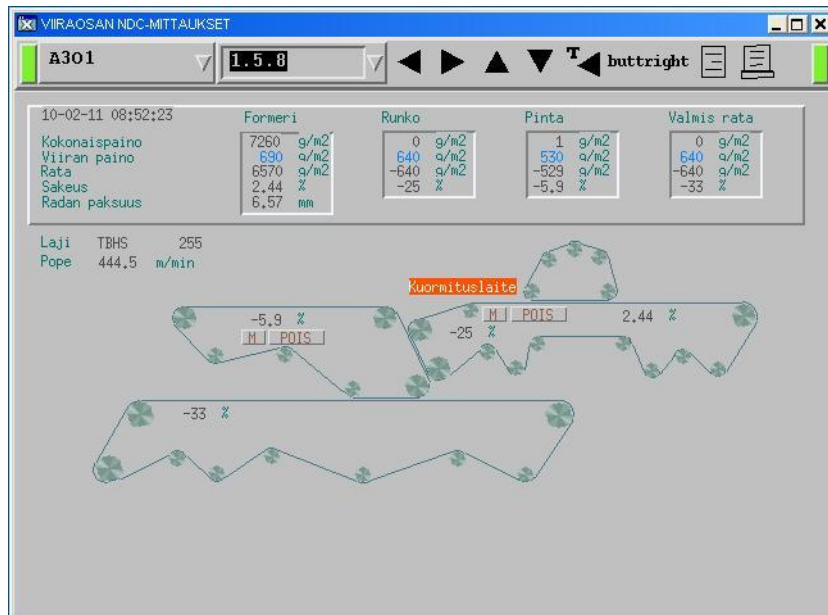 VIIRAOSAN NDC-MITTAUKSET
A301 1.5.8 T buttright
10-02-11 08:52:23 Formeri Runko Pinta Valmis rata
Kokonaispaino 7260 g/m2 0 g/m2 1 g/m2 0 g/m2
Viiran paino 690 g/m2 640 g/m2 530 g/m2 640 g/m2
Rata 6570 g/m2 -640 g/m2 -529 g/m2 -640 g/m2
Sakeus 2.44 % -25 % -5.9 % -33 %
Radan paksuus 6.57 mm
Laji TBHS 255
Pope 444.5 m/min
Kuormituslaite
-5.9 % M POIS 2.44 %
M POIS -25 %
-33 %